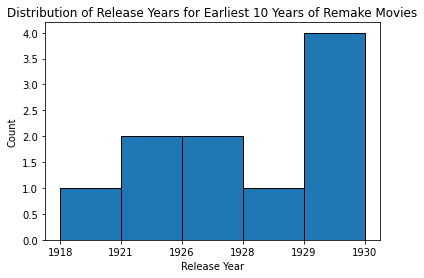 Distribution of Release Years for Earliest 10 Years of Remake Movies
4.0
3.5
3.0
2.5
2.0
1.5
1.0
0.5
0.0
Count
1918 1921 1926 1928 1929 1930
Release Year